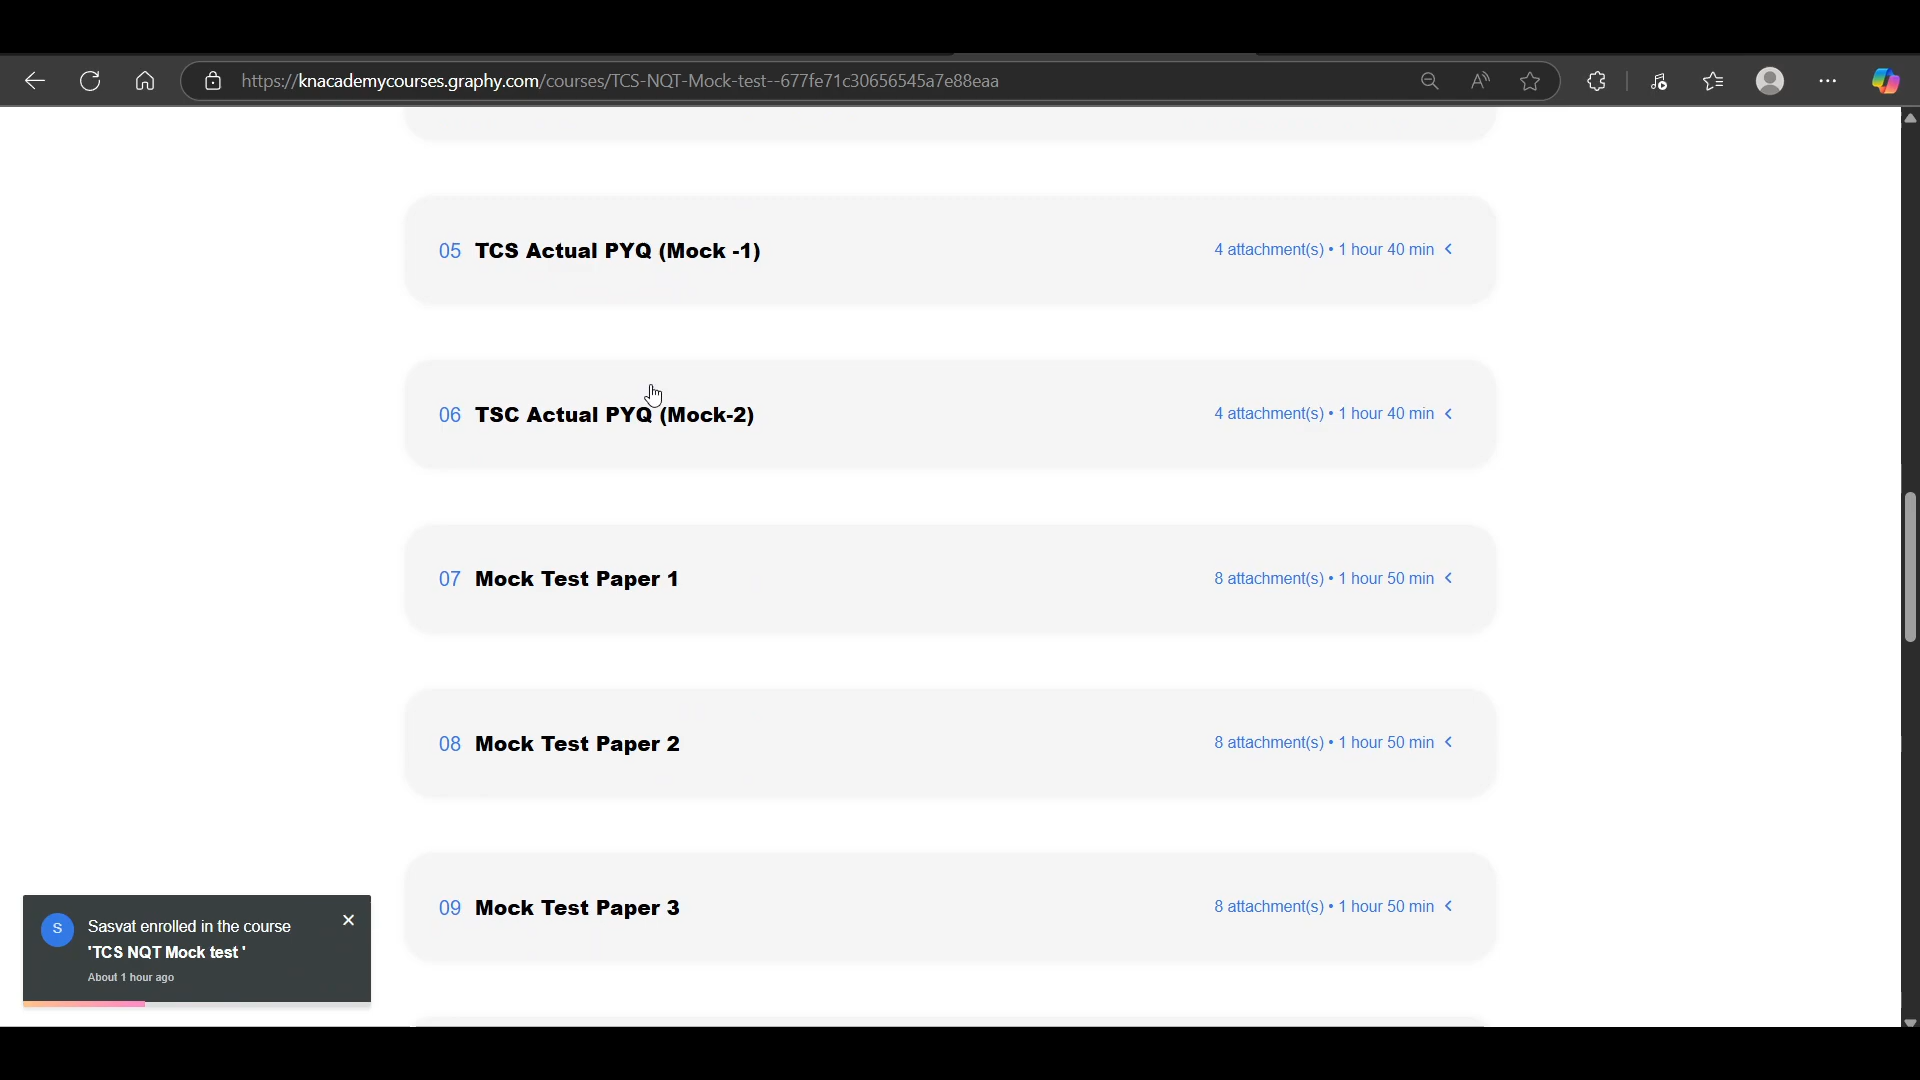 https://knacademycourses.graphy.com/courses/TCS-NQT-Mock-test--677fe71c30656545a7e88eaa
05 TCS Actual PYQ (Mock -1) 4 attachment(s) • 1 hour 40 min
06 TSC Actual PYQ (Mock-2) 4 attachment(s) • 1 hour 40 min
07 Mock Test Paper 1 8 attachment(s) • 1 hour 50 min
08 Mock Test Paper 2 8 attachment(s) • 1 hour 50 min
09 Mock Test Paper 3 8 attachment(s) • 1 hour 50 min
S
Sasvat enrolled in the course
'TCS NQT Mock test '
About 1 hour ago